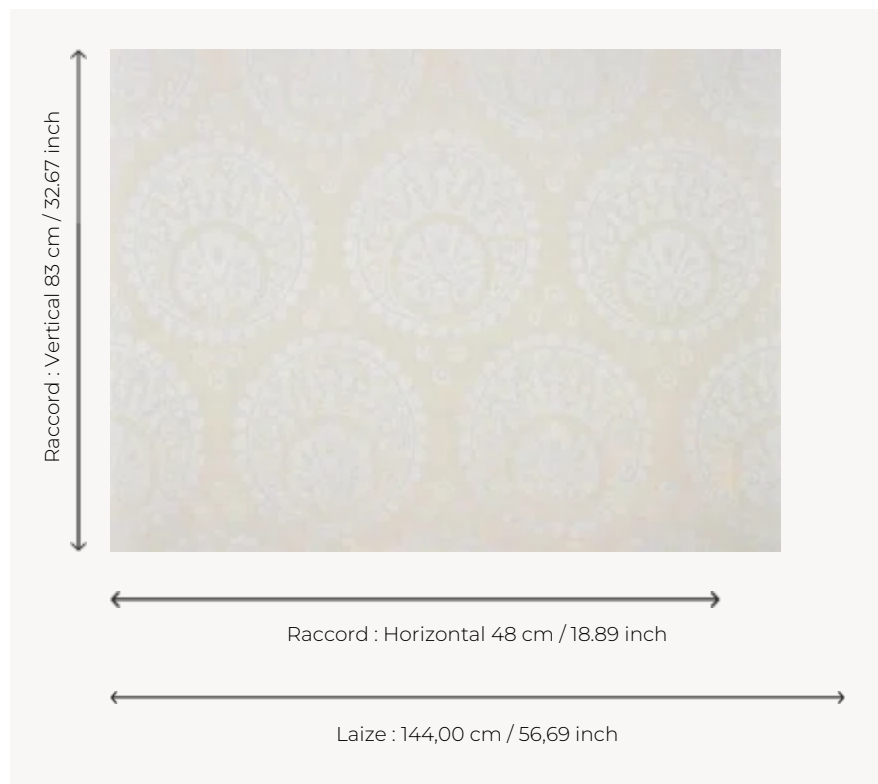 Raccord : Vertical 83 cm / 32.67 inch
Raccord : Horizontal 48 cm / 18.89 inch
Laize : 144,00 cm / 56,69 inch